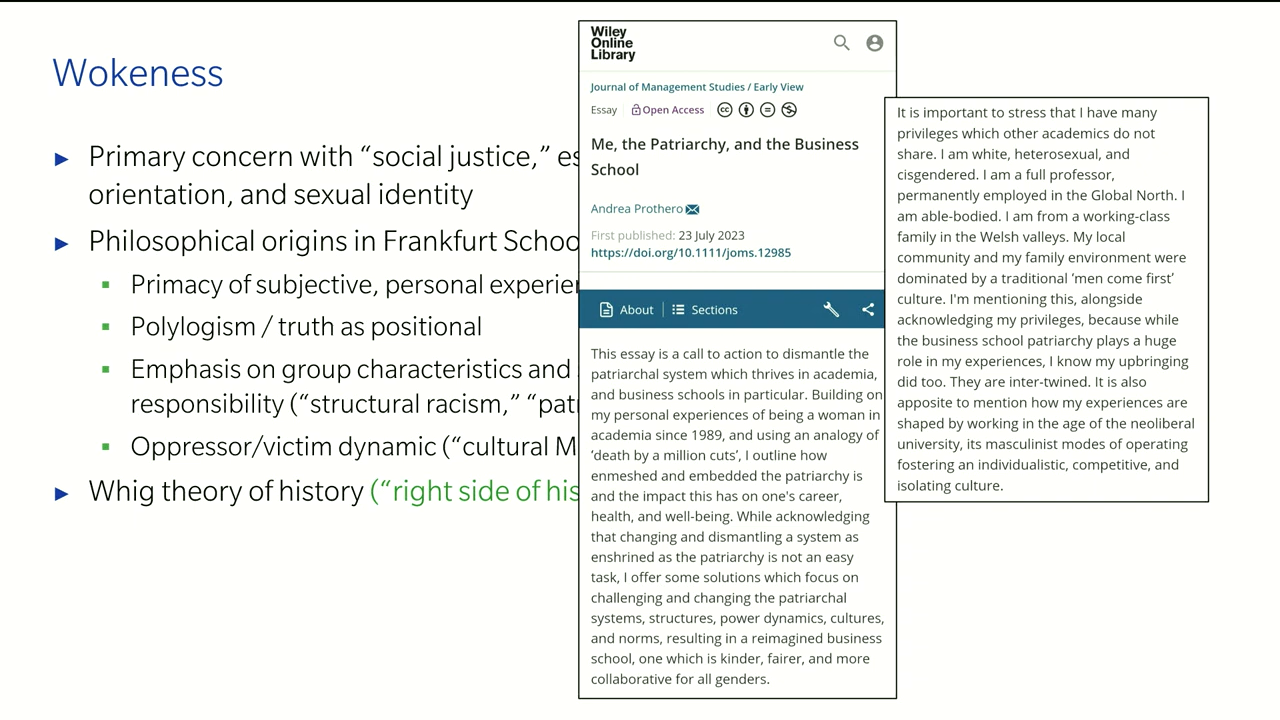 Wokeness
Primary concern with “social justice,” es
orientation, and sexual identity
Philosophical origins in Frankfurt Schoo
Primacy of subjective, personal experie
Polylogism / truth as positional
Emphasis on group characteristics and
responsibility (“structural racism,” “pat
Oppressor/victim dynamic (“cultural M
Whig theory of history (“right side of his
Wiley
Online
Library
Journal of Management Studies / Early View
Essay Open Access
Me, the Patriarchy, and the Business
School
Andrea Prothero
First published: 23 July 2023
https://doi.org/10.1111/joms.12985
About Sections
This essay is a call to action to dismantle the
patriarchal system which thrives in academia,
and business schools in particular. Building on
my personal experiences of being a woman in
academia since 1989, and using an analogy of
‘death by a million cuts’, I outline how
enmeshed and embedded the patriarchy is
and the impact this has on one's career,
health, and well-being. While acknowledging
that changing and dismantling a system as
enshrined as the patriarchy is not an easy
task, I offer some solutions which focus on
challenging and changing the patriarchal
systems, structures, power dynamics, cultures,
and norms, resulting in a reimagined business
school, one which is kinder, fairer, and more
collaborative for all genders.
It is important to stress that I have many
privileges which other academics do not
share. I am white, heterosexual, and
cisgendered. I am a full professor,
permanently employed in the Global North. I
am able-bodied. I am from a working-class
family in the Welsh valleys. My local
community and my family environment were
dominated by a traditional ‘men come first’
culture. I'm mentioning this, alongside
acknowledging my privileges, because while
the business school patriarchy plays a huge
role in my experiences, I know my upbringing
did too. They are inter-twined. It is also
apposite to mention how my experiences are
shaped by working in the age of the neoliberal
university, its masculinist modes of operating
fostering an individualistic, competitive, and
isolating culture.